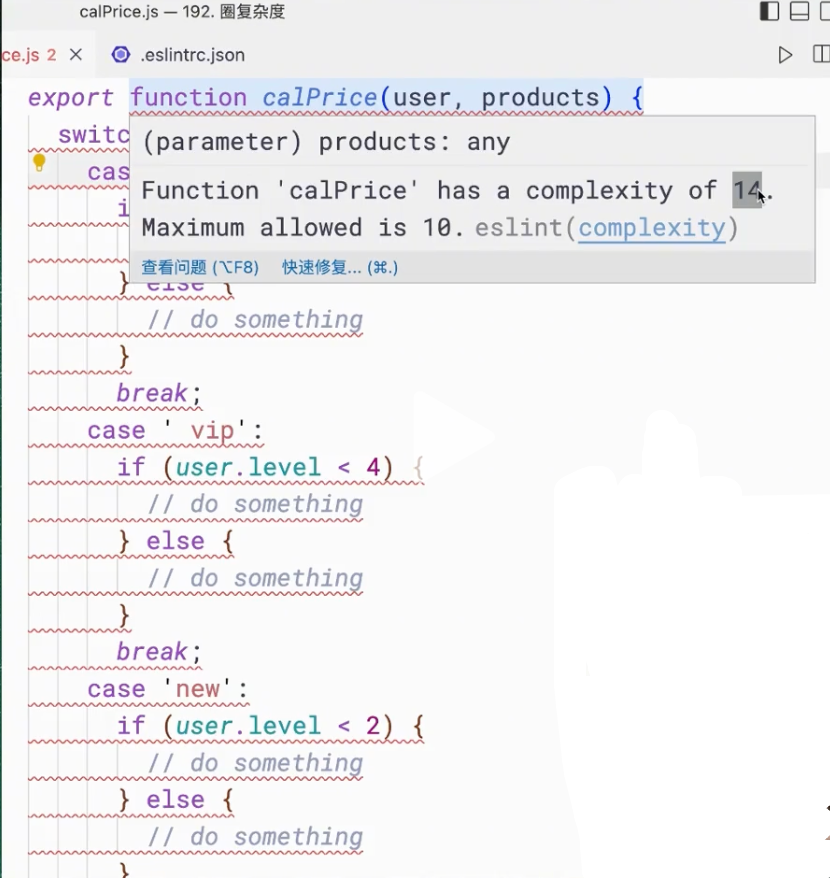 calPrice.js — 192. 圈复杂度
ce.js 2 × .eslintrc.json
export function calPrice(user, products) {
switc
(parameter) products: any
cas
Function 'calPrice' has a complexity of 14.
i
Maximum allowed is 10. eslint(complexity)
查看问题 (⌥F8) 快速修复... (⌘.)
} else {
// do something
}
break;
case ' vip':
if (user.level < 4) {
// do something
} else {
// do something
}
break;
case 'new':
if (user.level < 2) {
// do something
} else {
// do something
}